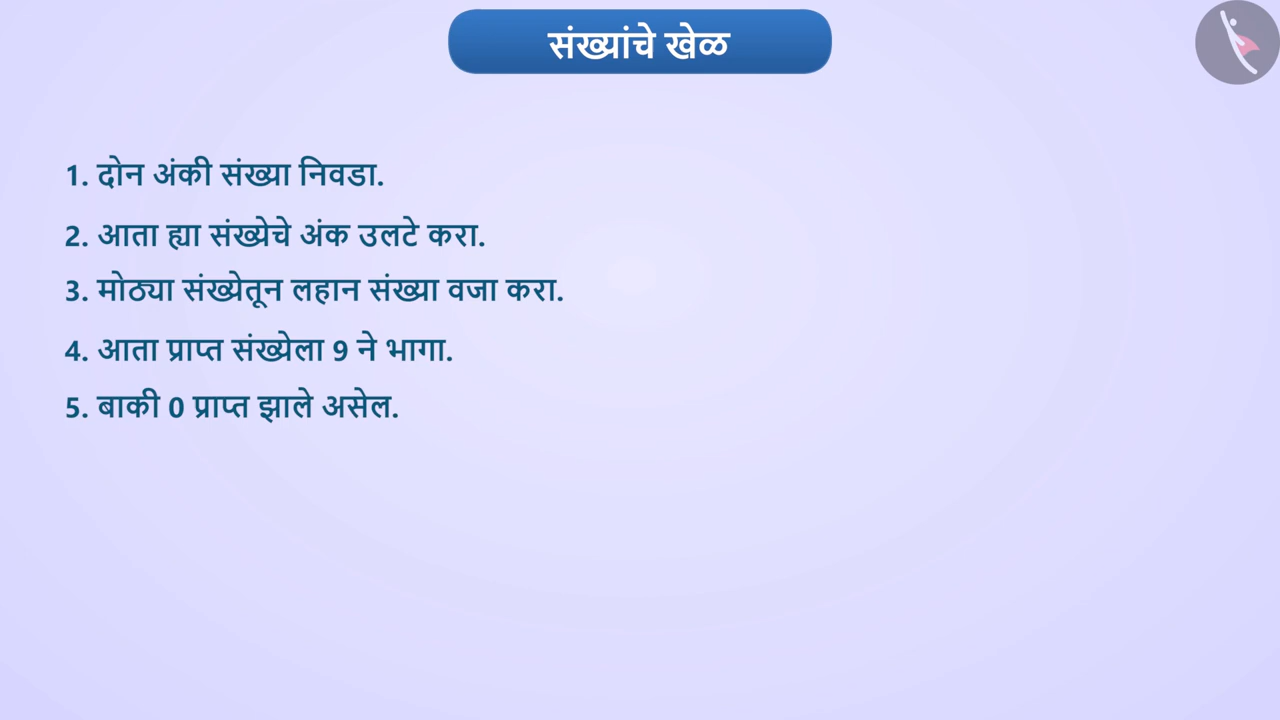 संख्यांचे खेळ
1. दोन अंकी संख्या निवडा.
2. आता ह्या संख्येचे अंक उलटे करा.
3. मोठ्या संख्येतून लहान संख्या वजा करा.
4. आता प्राप्त संख्येला 9 ने भागा.
5. बाकी 0 प्राप्त झाले असेल.